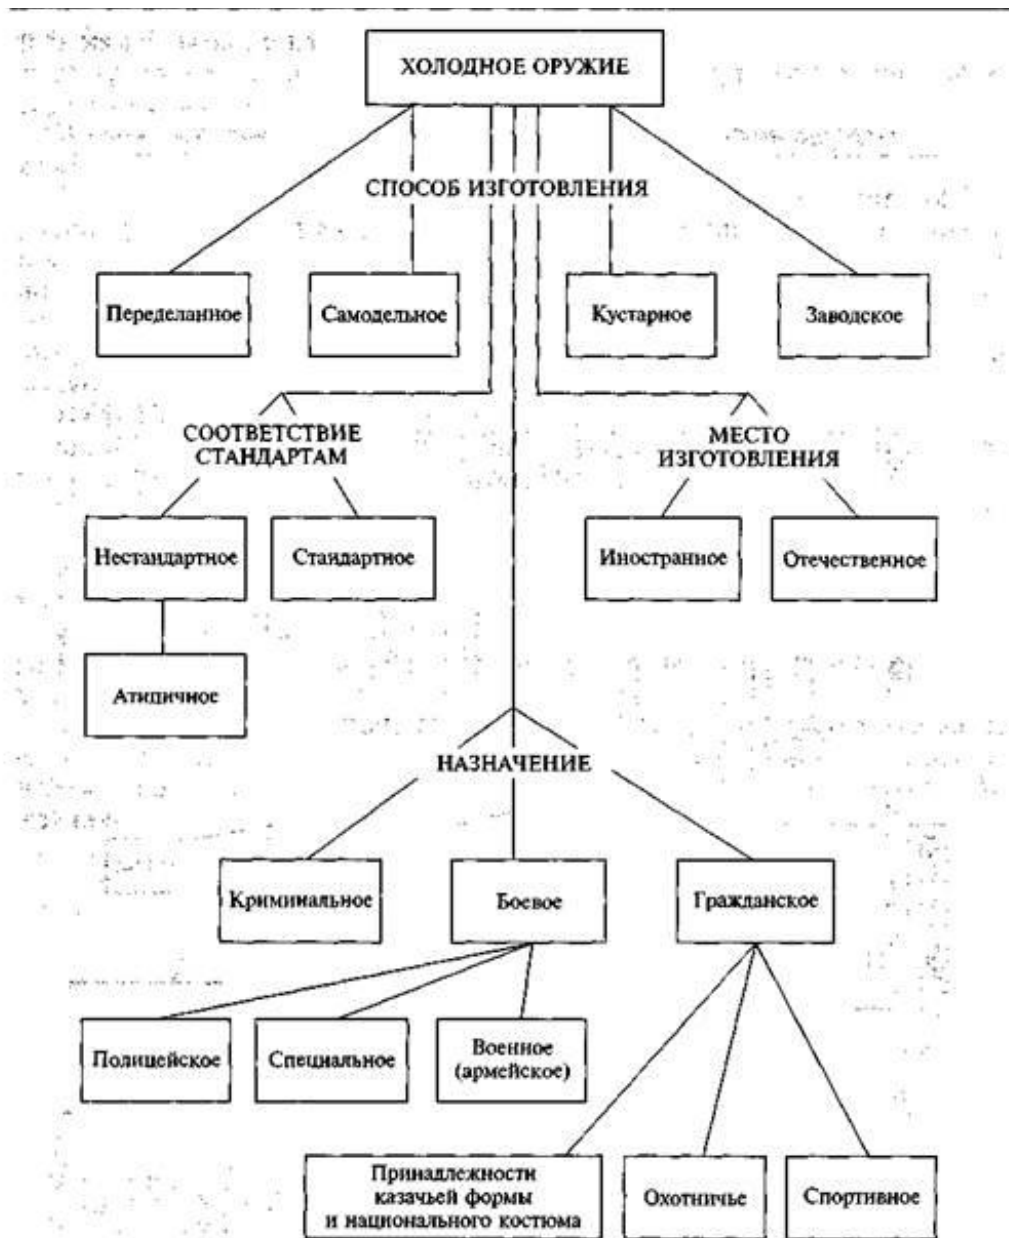 ХОЛОДНОЕ ОРУЖИЕ
СПОСОБ ИЗГОТОВЛЕНИЯ
Переделанное
Самодельное
Кустарное
Заводское
СООТВЕТСТВИЕ
СТАНДАРТАМ
МЕСТО
ИЗГОТОВЛЕНИЯ
Нестандартное
Стандартное
Иностранное
Отечественное
Атипичное
НАЗНАЧЕНИЕ
Криминальное
Боевое
Гражданское
Полицейское
Специальное
Военное
(армейское)
Принадлежности
казачьей формы
и национального костюма
Охотничье
Спортивное